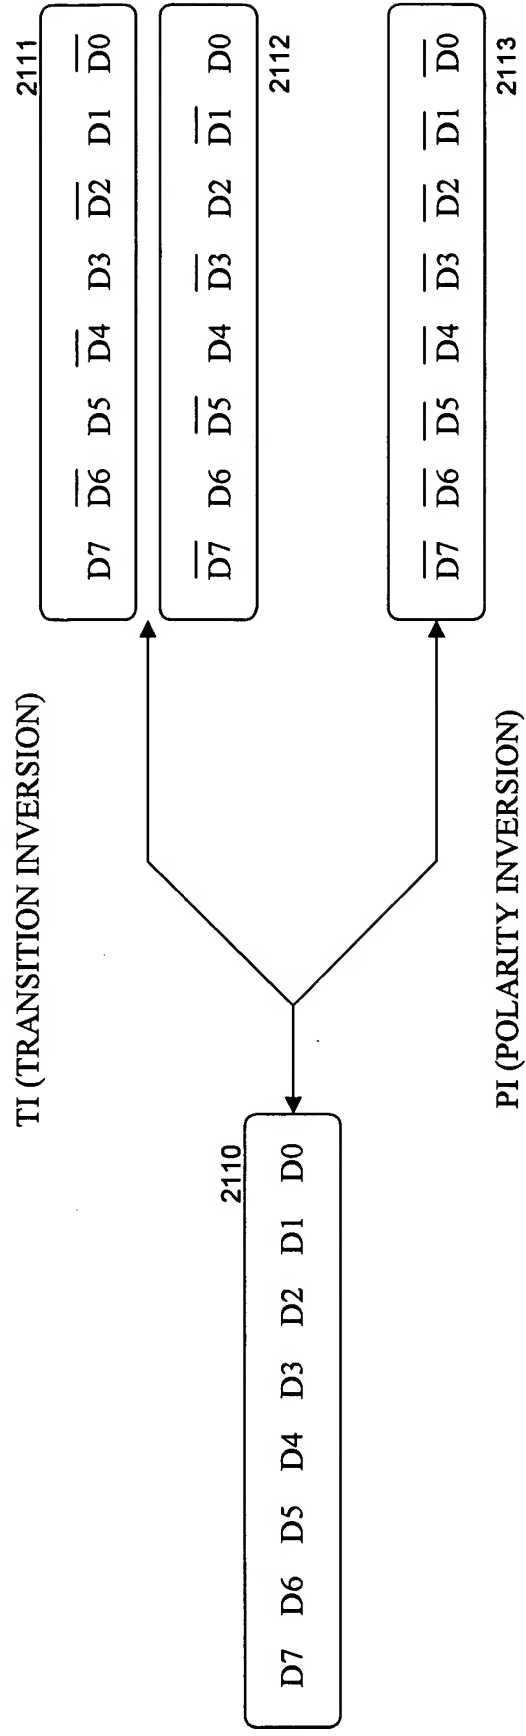 TI (TRANSITION INVERSION)
2111
D7 D̅6̅ D5 D̅4̅ D3 D̅2̅ D1 D̅0̅
D̅7̅ D6 D̅5̅ D4 D̅3̅ D2 D̅1̅ D0
2112
2110
D7 D6 D5 D4 D3 D2 D1 D0
D̅7̅ D̅6̅ D̅5̅ D̅4̅ D̅3̅ D̅2̅ D̅1̅ D̅0̅
2113
PI (POLARITY INVERSION)